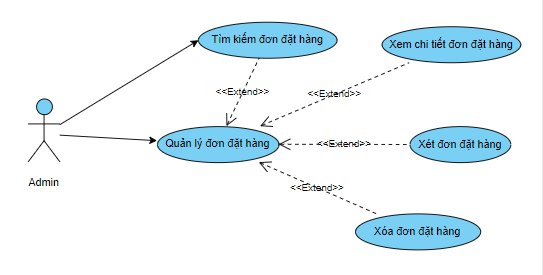 Tìm kiếm đơn đặt hàng
Xem chi tiết đơn đặt hàng
<<Extend>>
<<Extend>>
Quản lý đơn đặt hàng
<<Extend>>
Xét đơn đặt hàng
Admin
<<Extend>>
Xóa đơn đặt hàng